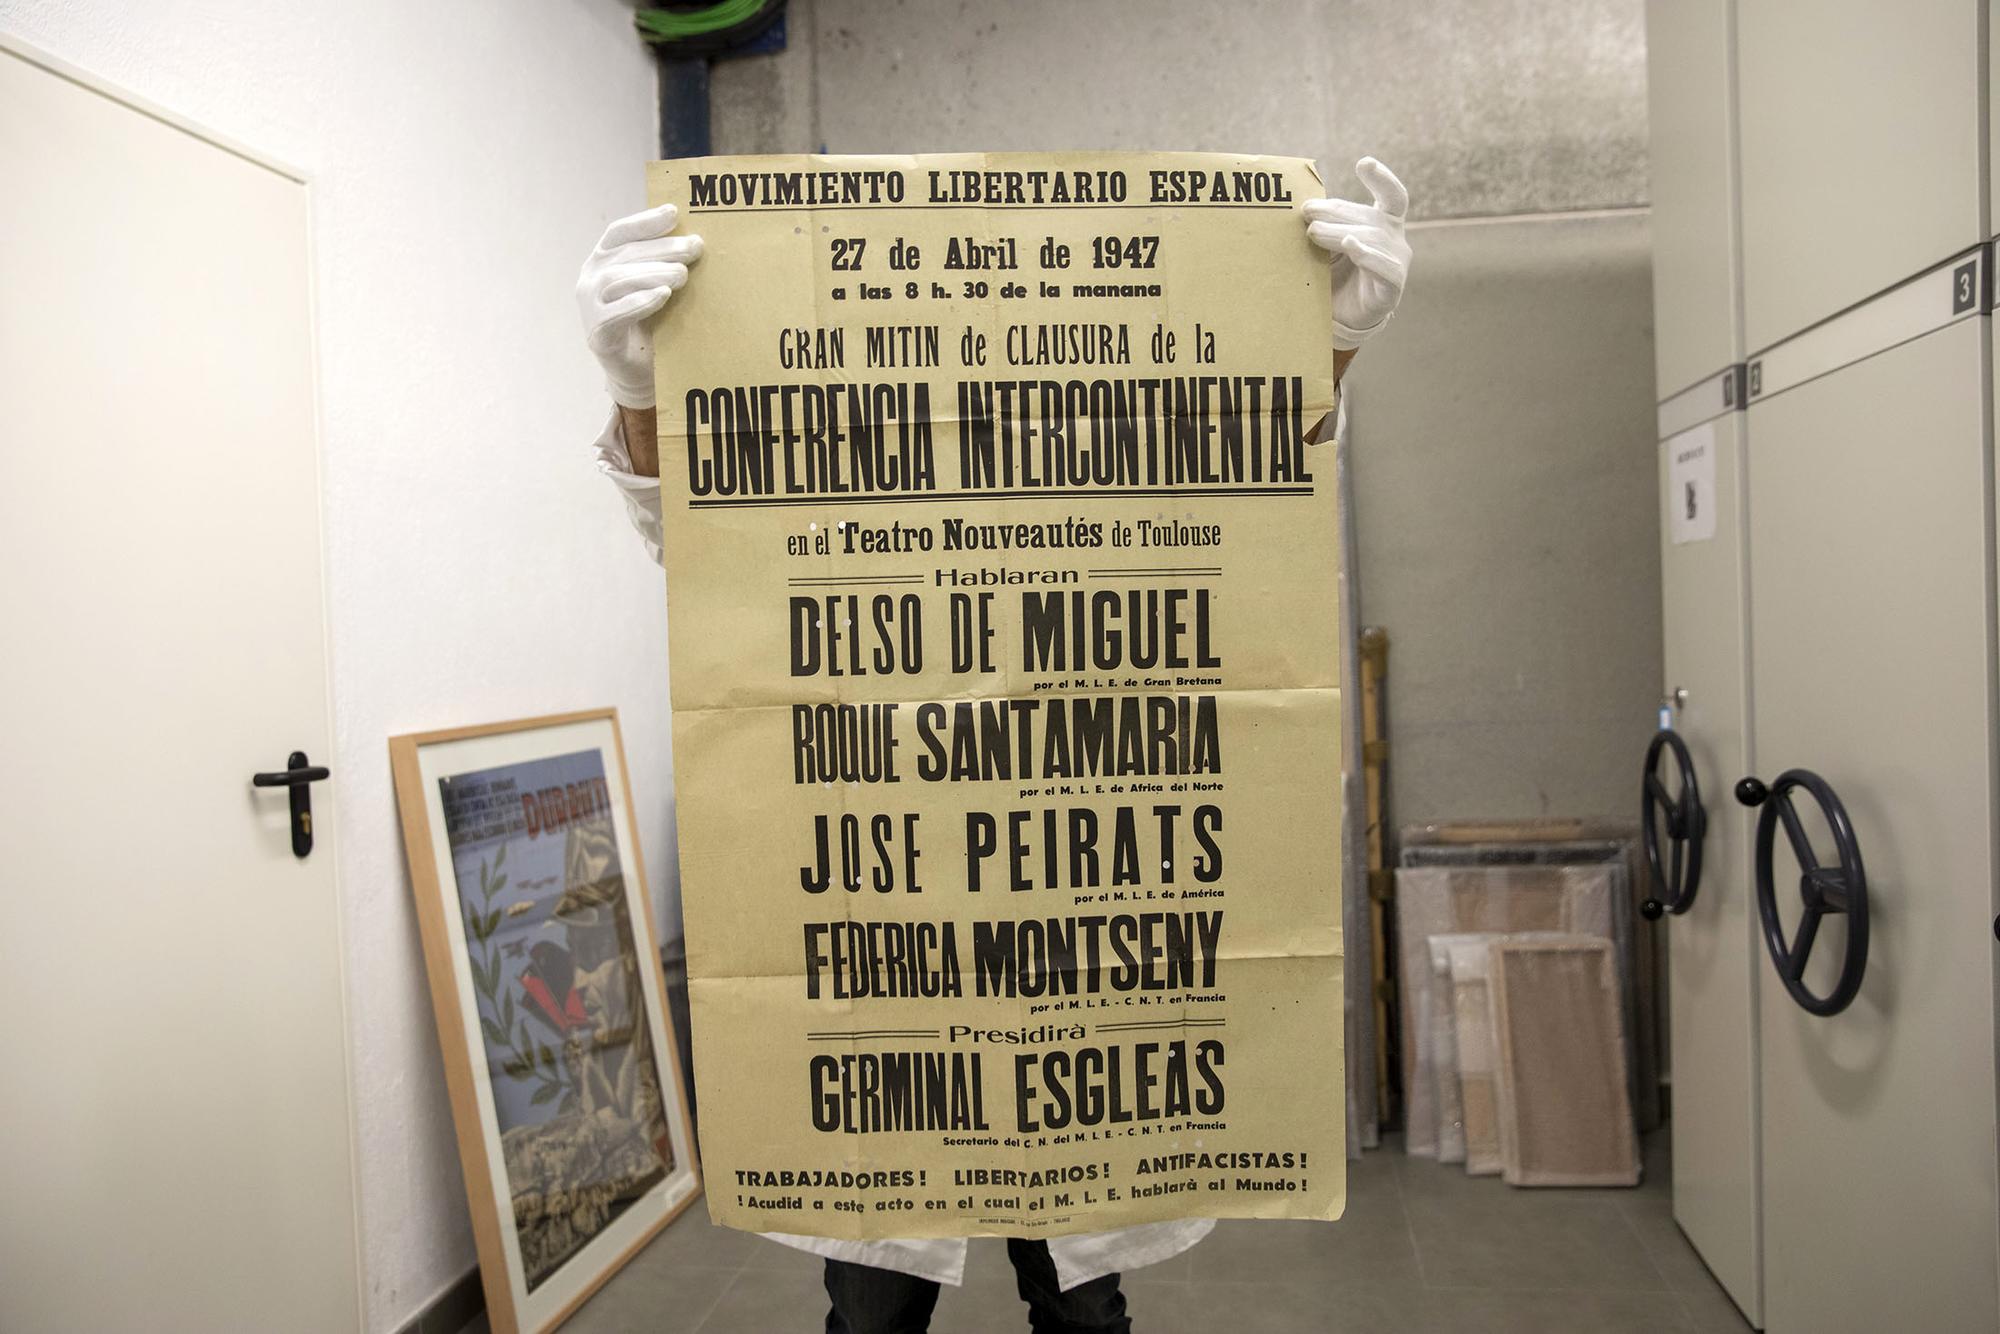 MOVIMIENTO LIBERTARIO ESPANOL
27 de Abril de 1947
a las 8 h. 30 de la manana
GRAN MITIN de CLAUSURA de la
CONFERENCIA INTERCONTINENTAL
en el Teatro Nouveautés de Toulouse
Hablaran
DELSO DE MIGUEL
por el M. L. E. de Gran Bretana
ROQUE SANTAMARIA
por el M. L. E. de Africa del Norte
JOSE PEIRATS
por el M. L. E. de América
FEDERICA MONTSENY
por el M. L. E. - C. N. T. en Francia
Presidirà
GERMINAL ESGLEAS
Secretario del C. N. del M. L. E. - C. N. T. en Francia
TRABAJADORES! LIBERTARIOS! ANTIFACISTAS!
!Acudid a este acto en el cual el M. L. E. hablarà al Mundo!
DURRUTI
1
2
3